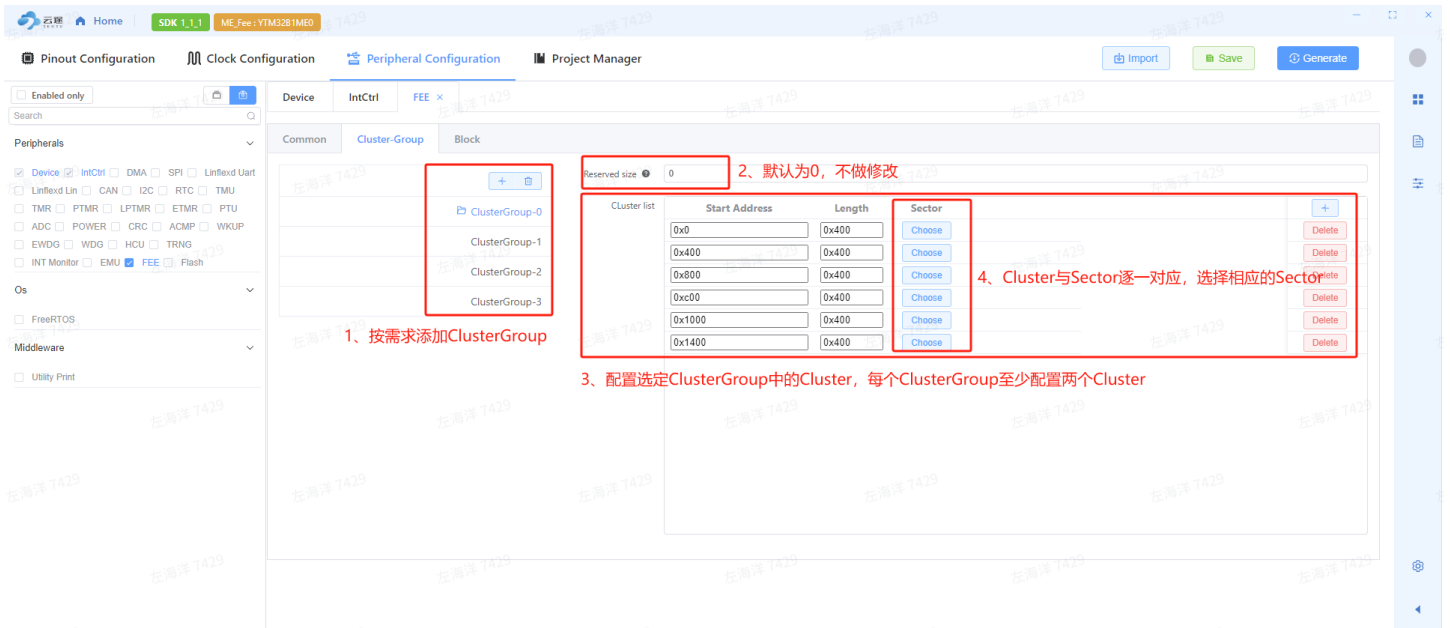 云途 Home SDK 1_1_1 ME_Fee : YTM32B1ME0
Pinout Configuration Clock Configuration Peripheral Configuration Project Manager Import Save Generate
Enabled only
Search
Peripherals
Device IntCtrl DMA SPI Linflexd Uart
Linflexd Lin CAN I2C RTC TMU
TMR PTMR LPTMR ETMR PTU
ADC POWER CRC ACMP WKUP
EWDG WDG HCU TRNG
INT Monitor EMU FEE Flash
Os
FreeRTOS
Middleware
Utility Print
Device IntCtrl FEE ×
Common Cluster-Group Block
ClusterGroup-0
ClusterGroup-1
ClusterGroup-2
ClusterGroup-3
1、按需求添加ClusterGroup
Reserved size 0
2、默认为0，不做修改
CLuster list Start Address Length Sector +
0x0 0x400 Choose Delete
0x400 0x400 Choose Delete
0x800 0x400 Choose Delete
0xc00 0x400 Choose Delete
0x1000 0x400 Choose Delete
0x1400 0x400 Choose Delete
4、Cluster与Sector逐一对应，选择相应的Sector
3、配置选定ClusterGroup中的Cluster，每个ClusterGroup至少配置两个Cluster
左海洋 7429